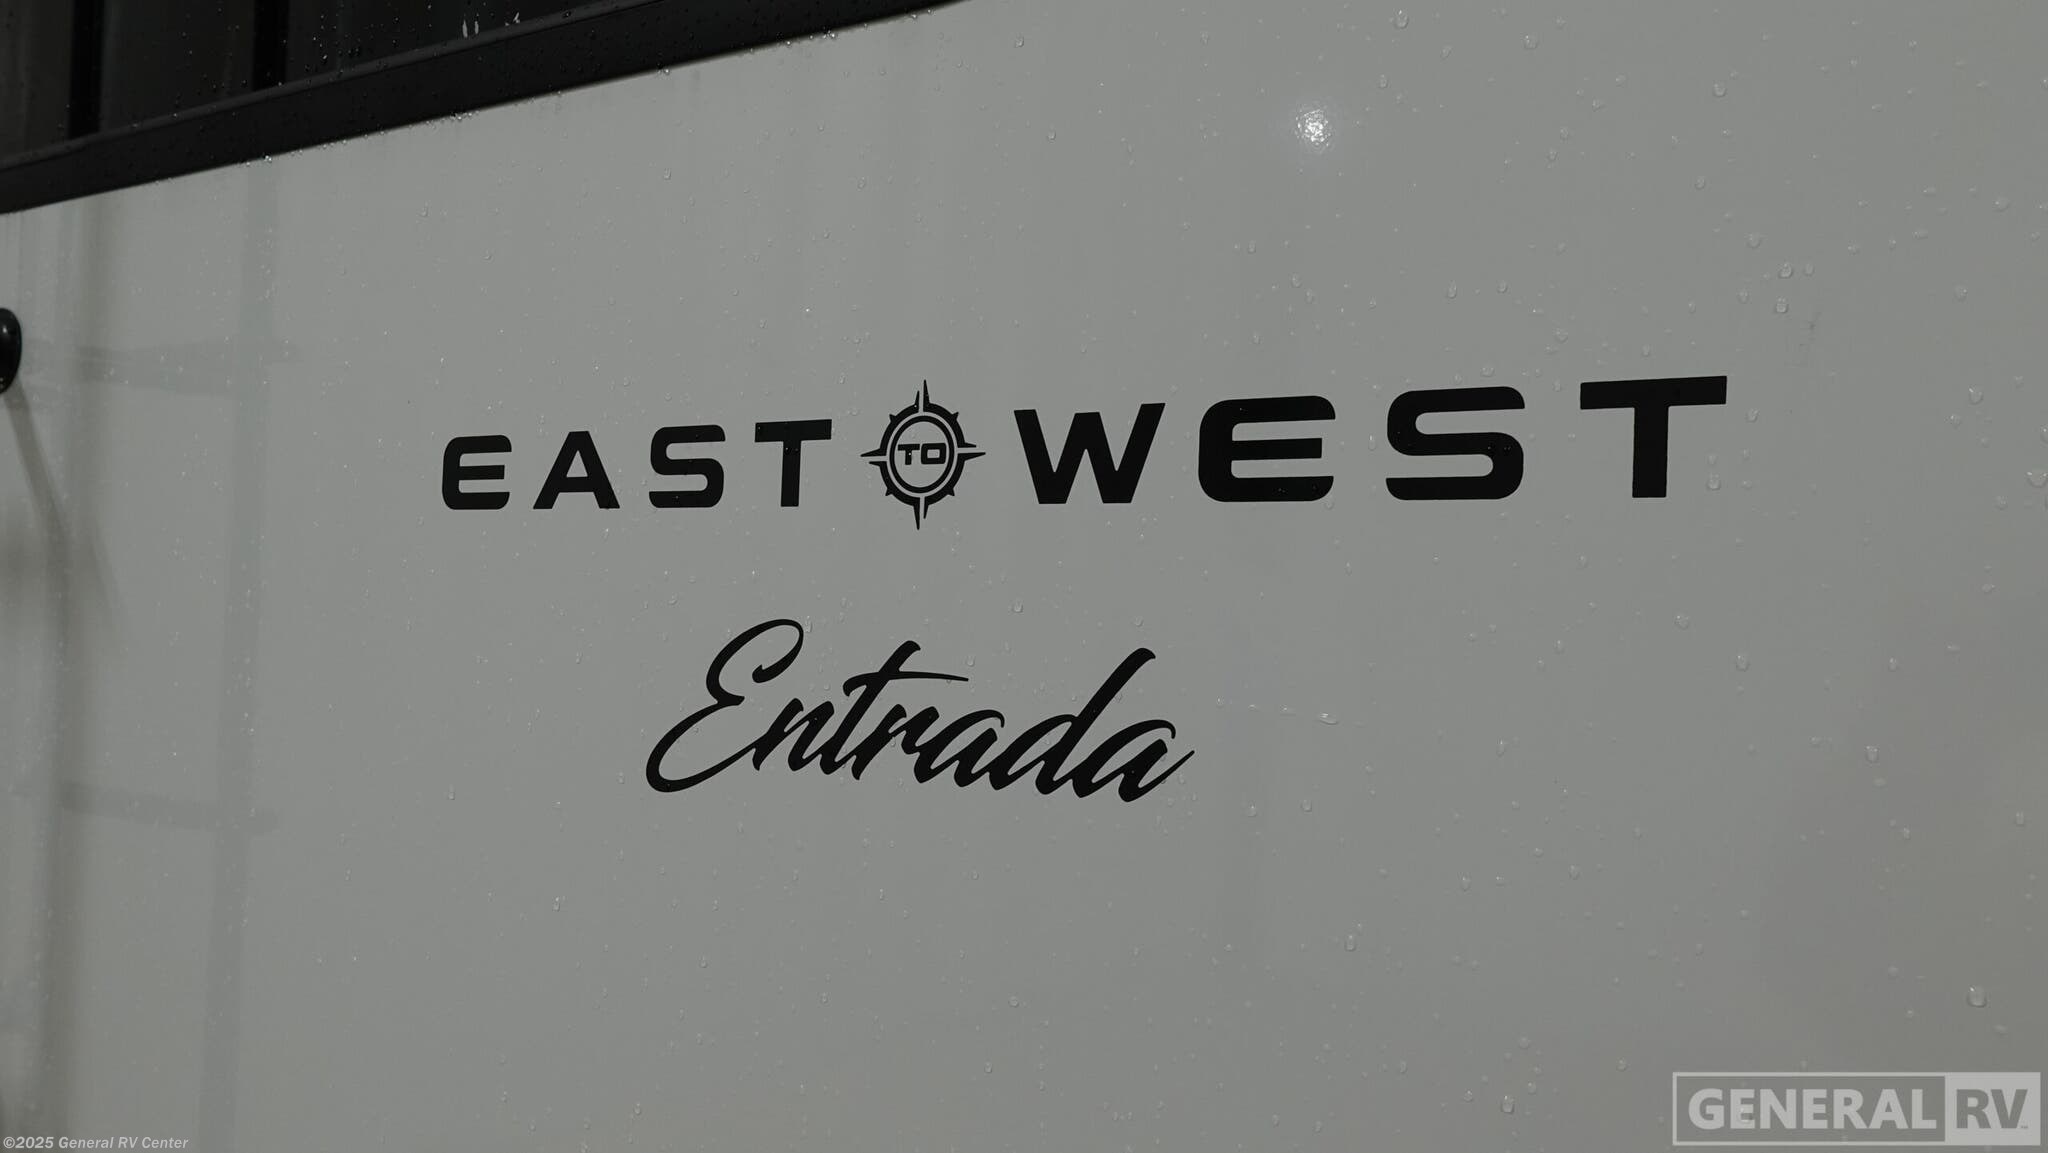 EAST TO WEST
Entrada
GENERAL RV
©2025 General RV Center